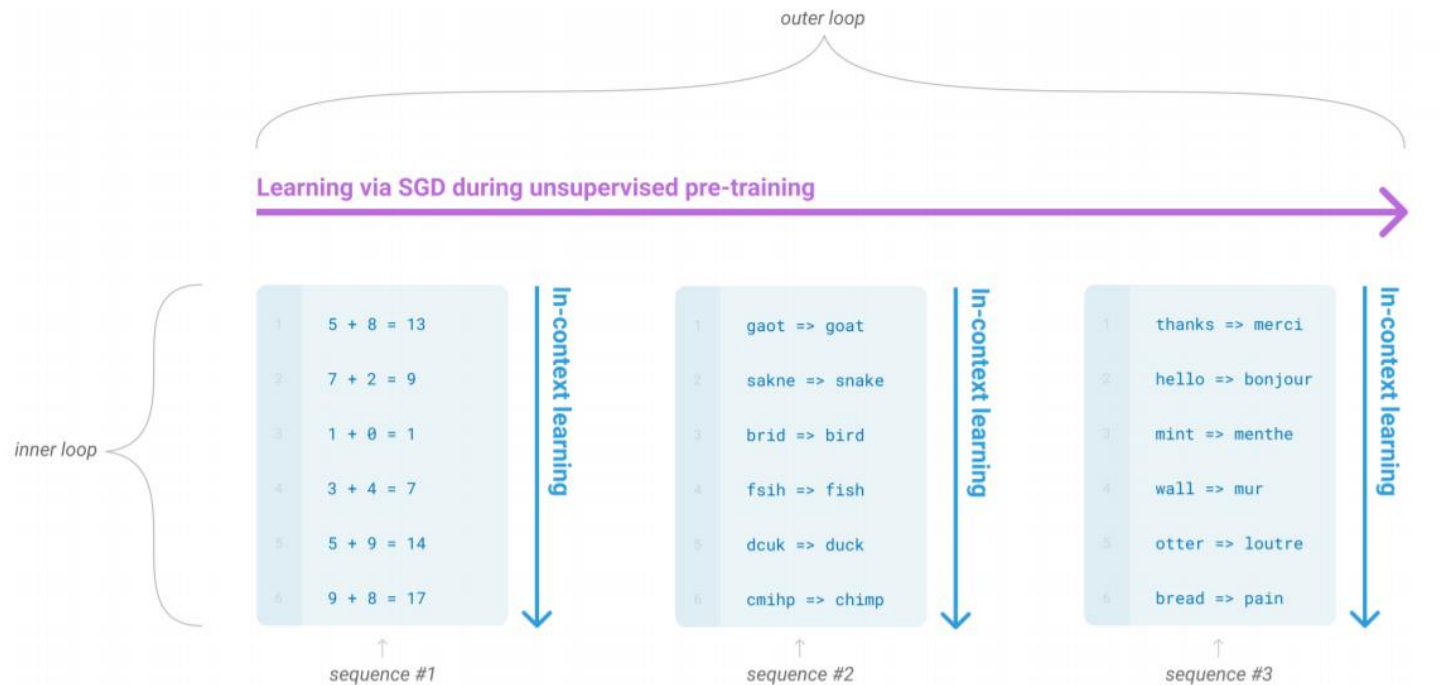 outer loop
Learning via SGD during unsupervised pre-training
inner loop
1 5 + 8 = 13
2 7 + 2 = 9
3 1 + 0 = 1
4 3 + 4 = 7
5 5 + 9 = 14
6 9 + 8 = 17
In-context learning
sequence #1
1 gaot => goat
2 sakne => snake
3 brid => bird
4 fsih => fish
5 dcuk => duck
6 cmihp => chimp
In-context learning
sequence #2
1 thanks => merci
2 hello => bonjour
3 mint => menthe
4 wall => mur
5 otter => loutre
6 bread => pain
In-context learning
sequence #3